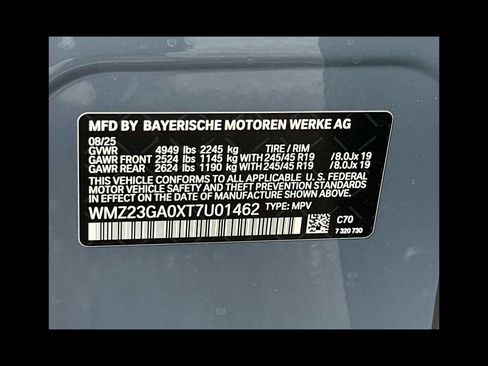 MFD BY BAYERISCHE MOTOREN WERKE AG
08/25
GVWR 4949 lbs 2245 kg TIRE / RIM
GAWR FRONT 2524 lbs 1145 kg WITH 245/45 R19 /8.0Jx 19
GAWR REAR 2624 lbs 1190 kg WITH 245/45 R19 /8.0Jx 19
THIS VEHICLE CONFORMS TO ALL APPLICABLE U. S. FEDERAL
MOTOR VEHICLE SAFETY AND THEFT PREVENTION STANDARDS
IN EFFECT ON THE DATE OF MANUFACTURE SHOWN ABOVE.
WMZ23GA0XT7U01462 TYPE: MPV
C70
7 320 730